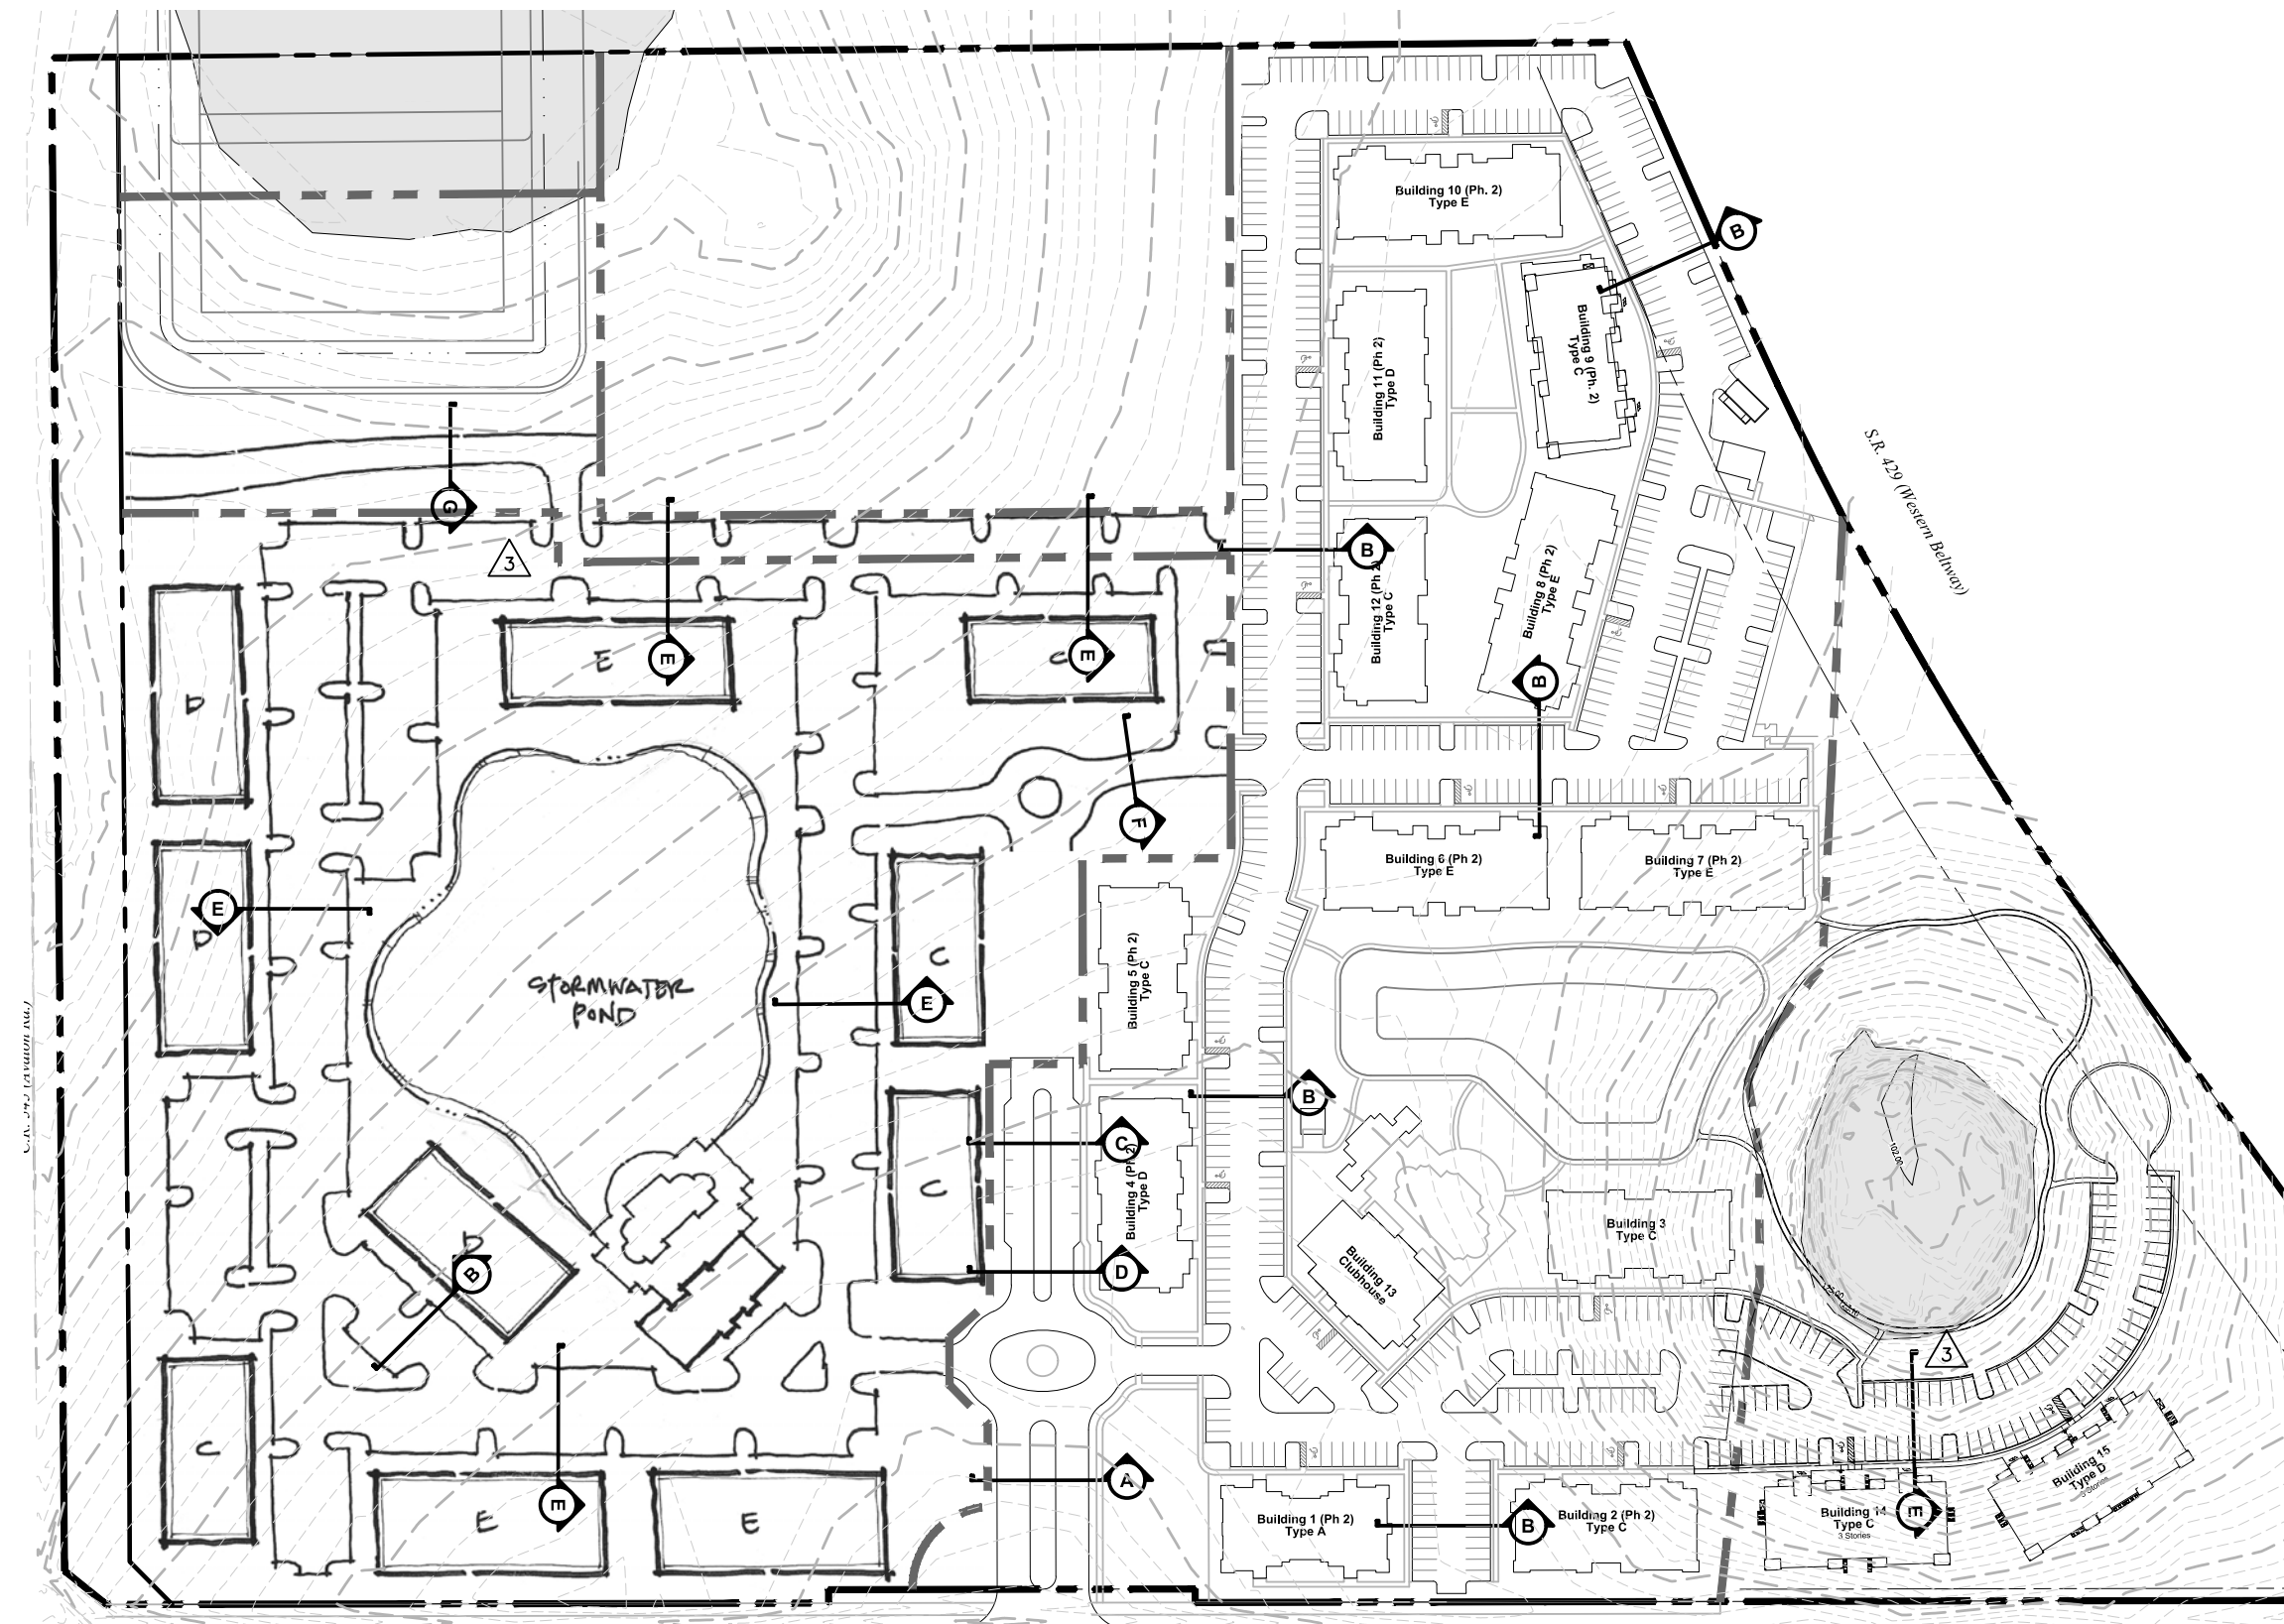 Building 10 (Ph. 2)
Type E
B
Building 9 (Ph. 2)
Type C
Building 11 (Ph 2)
Type D
S.R. 429 (Western Beltway)
G
3
B
Building 12 (Ph 2)
Type C
Building 8 (Ph 2)
Type E
B
D
E
E
C
E
F
Building 6 (Ph 2)
Type E
Building 7 (Ph 2)
Type E
E
D
C
E
STORMWATER
POND
Building 5 (Ph 2)
Type C
B
C
Building 4 (Ph 2)
Type D
D
C
102.00
Building 3
Type C
Building 13
Clubhouse
D
B
3
C
E
E
E
A
Building 1 (Ph 2)
Type A
B
Building 2 (Ph 2)
Type C
Building 14
Type C
3 Stories
E
Building 15
Type D
3 Stories